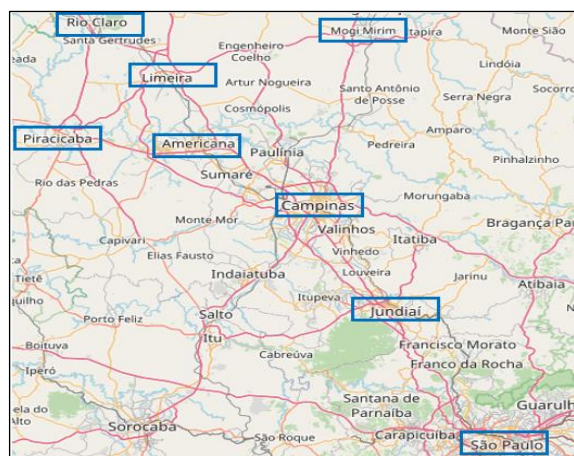 Rio Claro
Mogi Mirim
Itapira
Monte Sião
Santa Gertrudes
Engenheiro
Coelho
Limeira
Artur Nogueira
Lindóia
Santo Antônio
de Posse
Serra Negra
Socorro
Cosmópolis
Piracicaba
Americana
Paulínia
Amparo
Pedreira
Pinhalzinho
Rio das Pedras
Sumaré
Campinas
Morungaba
Monte Mor
Valinhos
Bragança Pau
Capivari
Elias Fausto
Vinhedo
Itatiba
Tietê
Indaiatuba
Louveira
Jarinu
Atibaia
Itupeva
Salto
Porto Feliz
Jundiaí
Itu
Boituva
Cabreúva
Francisco Morato
Franco da Rocha
Iperó
Santana de
Parnaíba
Guarulh
Sorocaba
São Roque
Carapicuíba
São Paulo